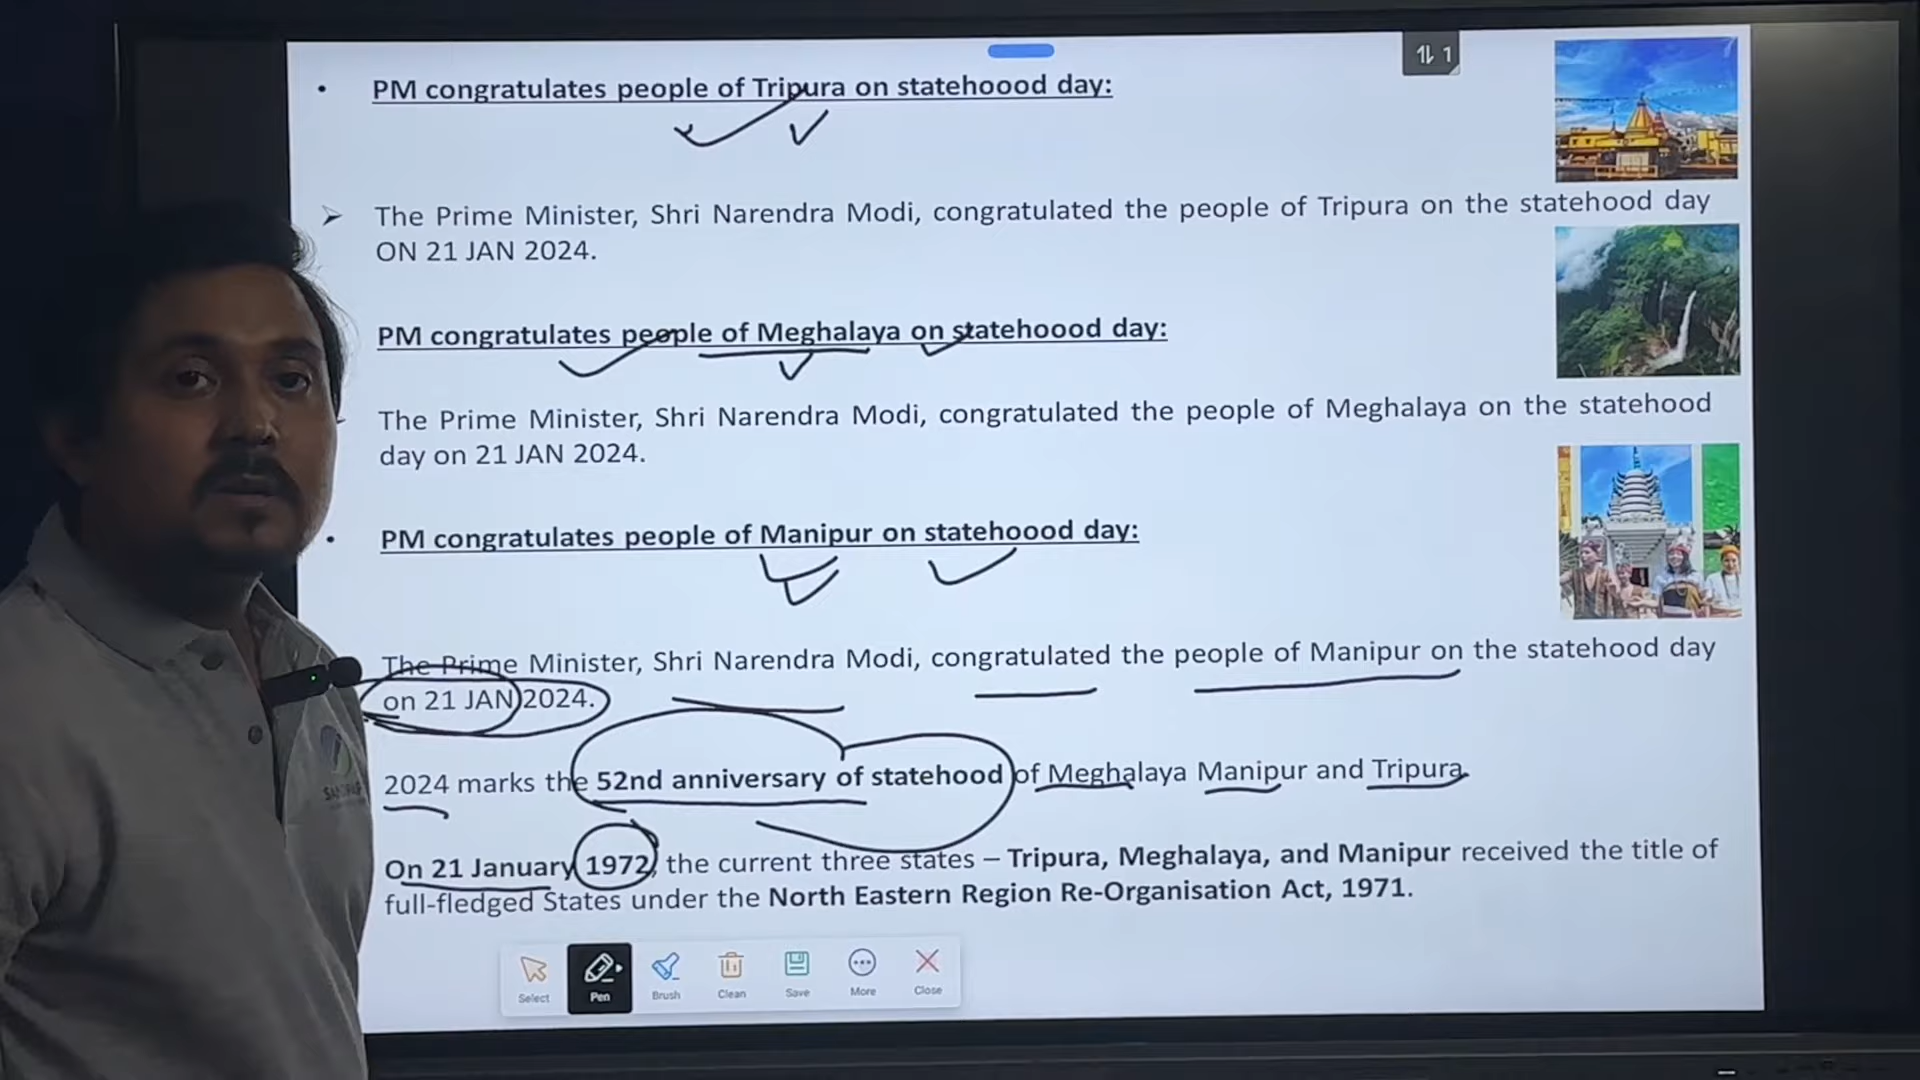 ⇅ 1
• PM congratulates people of Tripura on statehoood day:
➤ The Prime Minister, Shri Narendra Modi, congratulated the people of Tripura on the statehood day
ON 21 JAN 2024.
PM congratulates people of Meghalaya on statehoood day:
The Prime Minister, Shri Narendra Modi, congratulated the people of Meghalaya on the statehood
day on 21 JAN 2024.
• PM congratulates people of Manipur on statehoood day:
The Prime Minister, Shri Narendra Modi, congratulated the people of Manipur on the statehood day
on 21 JAN 2024.
2024 marks the 52nd anniversary of statehood of Meghalaya Manipur and Tripura
On 21 January 1972, the current three states – Tripura, Meghalaya, and Manipur received the title of
full-fledged States under the North Eastern Region Re-Organisation Act, 1971.
Select Pen Brush Clean Save More Close